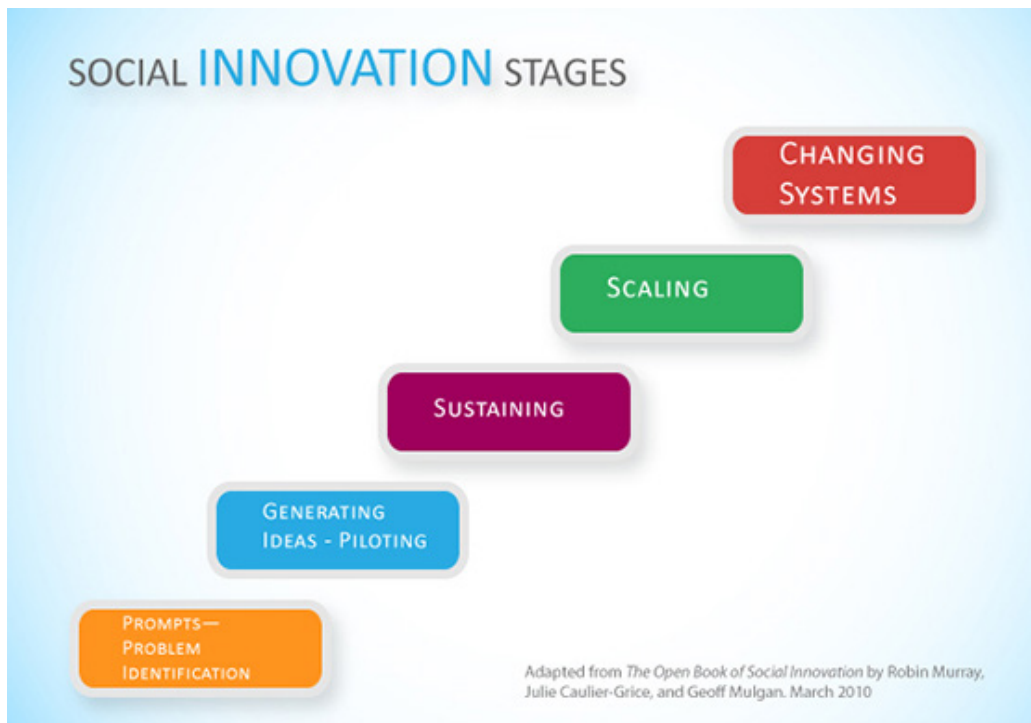 SOCIAL INNOVATION STAGES
CHANGING
SYSTEMS
SCALING
SUSTAINING
GENERATING
IDEAS - PILOTING
PROMPTS—
PROBLEM
IDENTIFICATION
Adapted from The Open Book of Social Innovation by Robin Murray,
Julie Caulier-Grice, and Geoff Mulgan. March 2010